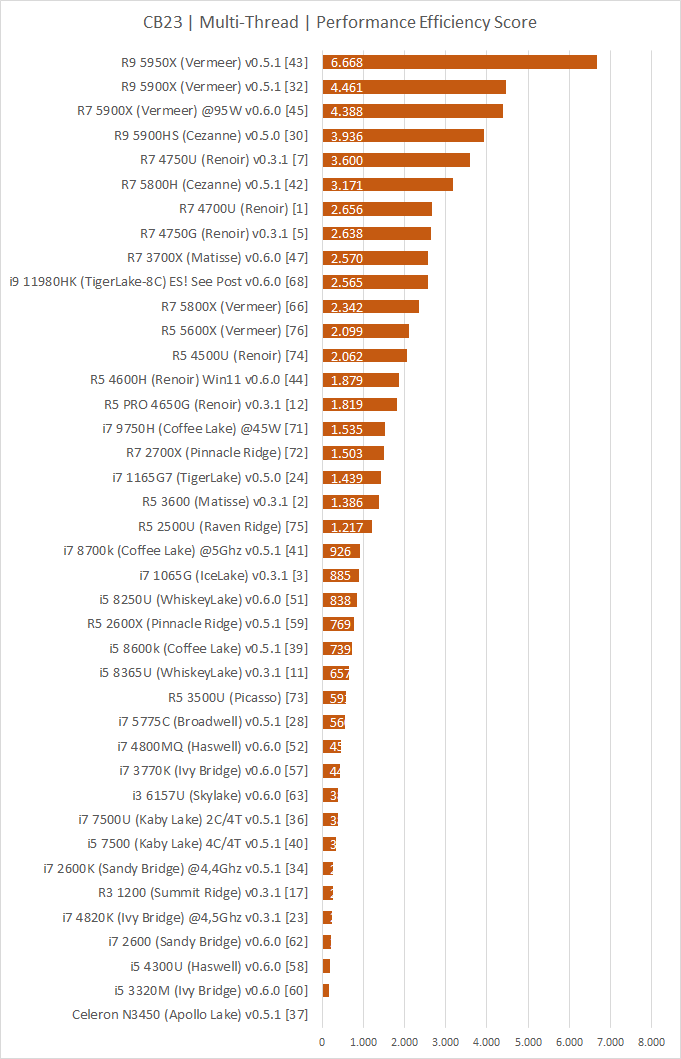 CB23 | Multi-Thread | Performance Efficiency Score
R9 5950X (Vermeer) v0.5.1 [43] 6.668
R9 5900X (Vermeer) v0.5.1 [32] 4.461
R7 5900X (Vermeer) @95W v0.6.0 [45] 4.388
R9 5900HS (Cezanne) v0.5.0 [30] 3.936
R7 4750U (Renoir) v0.3.1 [7] 3.600
R7 5800H (Cezanne) v0.5.1 [42] 3.171
R7 4700U (Renoir) [1] 2.656
R7 4750G (Renoir) v0.3.1 [5] 2.638
R7 3700X (Matisse) v0.6.0 [47] 2.570
i9 11980HK (TigerLake-8C) ES! See Post v0.6.0 [68] 2.565
R7 5800X (Vermeer) [66] 2.342
R5 5600X (Vermeer) [76] 2.099
R5 4500U (Renoir) [74] 2.062
R5 4600H (Renoir) Win11 v0.6.0 [44] 1.879
R5 PRO 4650G (Renoir) v0.3.1 [12] 1.819
i7 9750H (Coffee Lake) @45W [71] 1.535
R7 2700X (Pinnacle Ridge) [72] 1.503
i7 1165G7 (TigerLake) v0.5.0 [24] 1.439
R5 3600 (Matisse) v0.3.1 [2] 1.386
R5 2500U (Raven Ridge) [75] 1.217
i7 8700k (Coffee Lake) @5Ghz v0.5.1 [41] 926
i7 1065G (IceLake) v0.3.1 [3] 885
i5 8250U (WhiskeyLake) v0.6.0 [51] 838
R5 2600X (Pinnacle Ridge) v0.5.1 [59] 769
i5 8600k (Coffee Lake) v0.5.1 [39] 739
i5 8365U (WhiskeyLake) v0.3.1 [11] 657
R5 3500U (Picasso) [73]
i7 5775C (Broadwell) v0.5.1 [28]
i7 4800MQ (Haswell) v0.6.0 [52]
i7 3770K (Ivy Bridge) v0.6.0 [57]
i3 6157U (Skylake) v0.6.0 [63]
i7 7500U (Kaby Lake) 2C/4T v0.5.1 [36]
i5 7500 (Kaby Lake) 4C/4T v0.5.1 [40]
i7 2600K (Sandy Bridge) @4,4Ghz v0.5.1 [34]
R3 1200 (Summit Ridge) v0.3.1 [17]
i7 4820K (Ivy Bridge) @4,5Ghz v0.3.1 [23]
i7 2600 (Sandy Bridge) v0.6.0 [62]
i5 4300U (Haswell) v0.6.0 [58]
i5 3320M (Ivy Bridge) v0.6.0 [60]
Celeron N3450 (Apollo Lake) v0.5.1 [37]
0 1.000 2.000 3.000 4.000 5.000 6.000 7.000 8.000